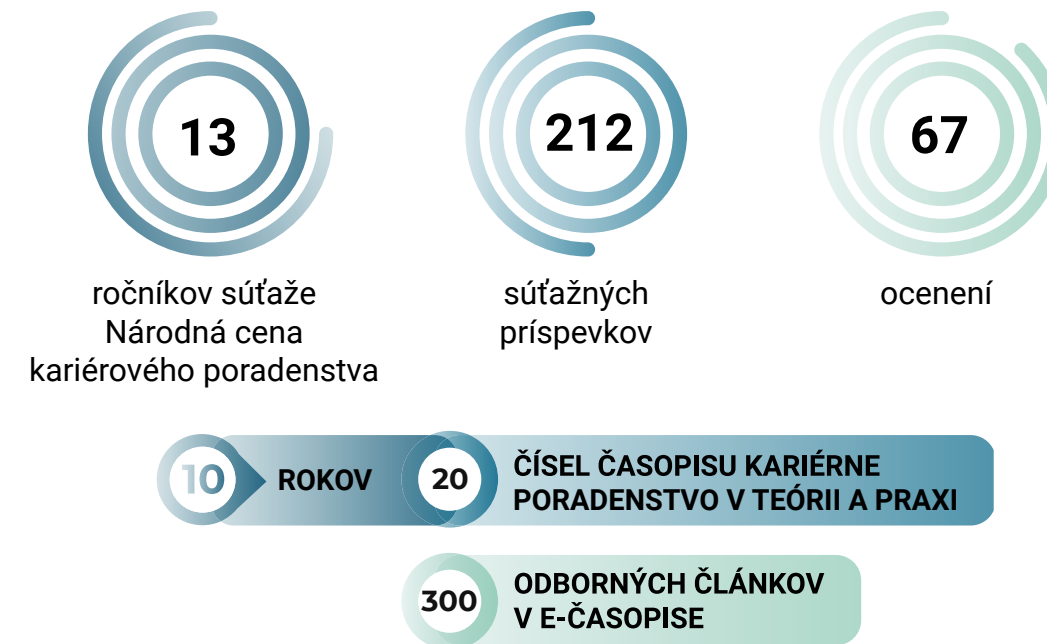 13
ročníkov súťaže
Národná cena
kariérového poradenstva
212
súťažných
príspevkov
67
ocenení
10 ROKOV
20 ČÍSEL ČASOPISU KARIÉRNE
PORADENSTVO V TEÓRII A PRAXI
300 ODBORNÝCH ČLÁNKOV
V E-ČASOPISE